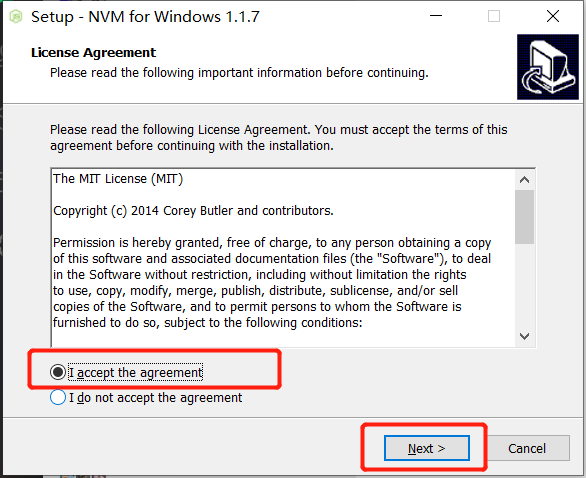 Setup - NVM for Windows 1.1.7
License Agreement
Please read the following important information before continuing.
Please read the following License Agreement. You must accept the terms of this
agreement before continuing with the installation.
The MIT License (MIT)
Copyright (c) 2014 Corey Butler and contributors.
Permission is hereby granted, free of charge, to any person obtaining a copy
of this software and associated documentation files (the "Software"), to deal
in the Software without restriction, including without limitation the rights
to use, copy, modify, merge, publish, distribute, sublicense, and/or sell
copies of the Software, and to permit persons to whom the Software is
furnished to do so, subject to the following conditions:
I accept the agreement
I do not accept the agreement
Next >
Cancel